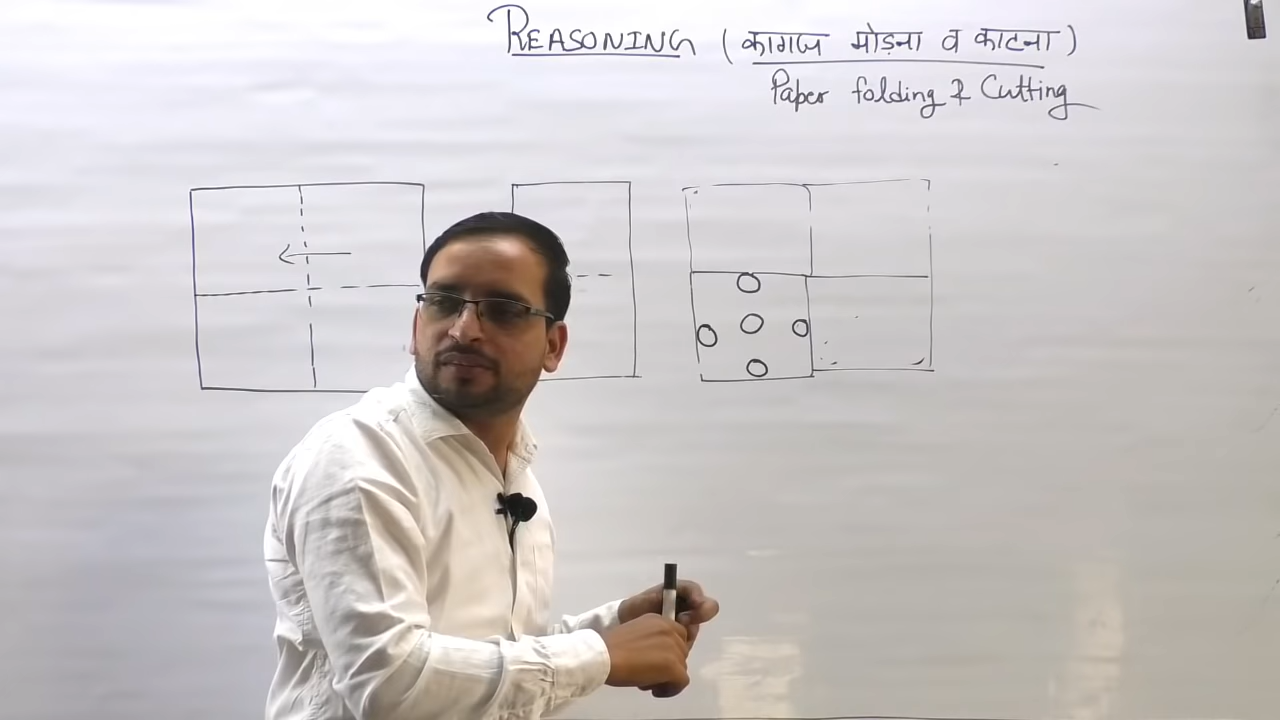 REASONING (कागज मोड़ना व काटना)
Paper folding & Cutting